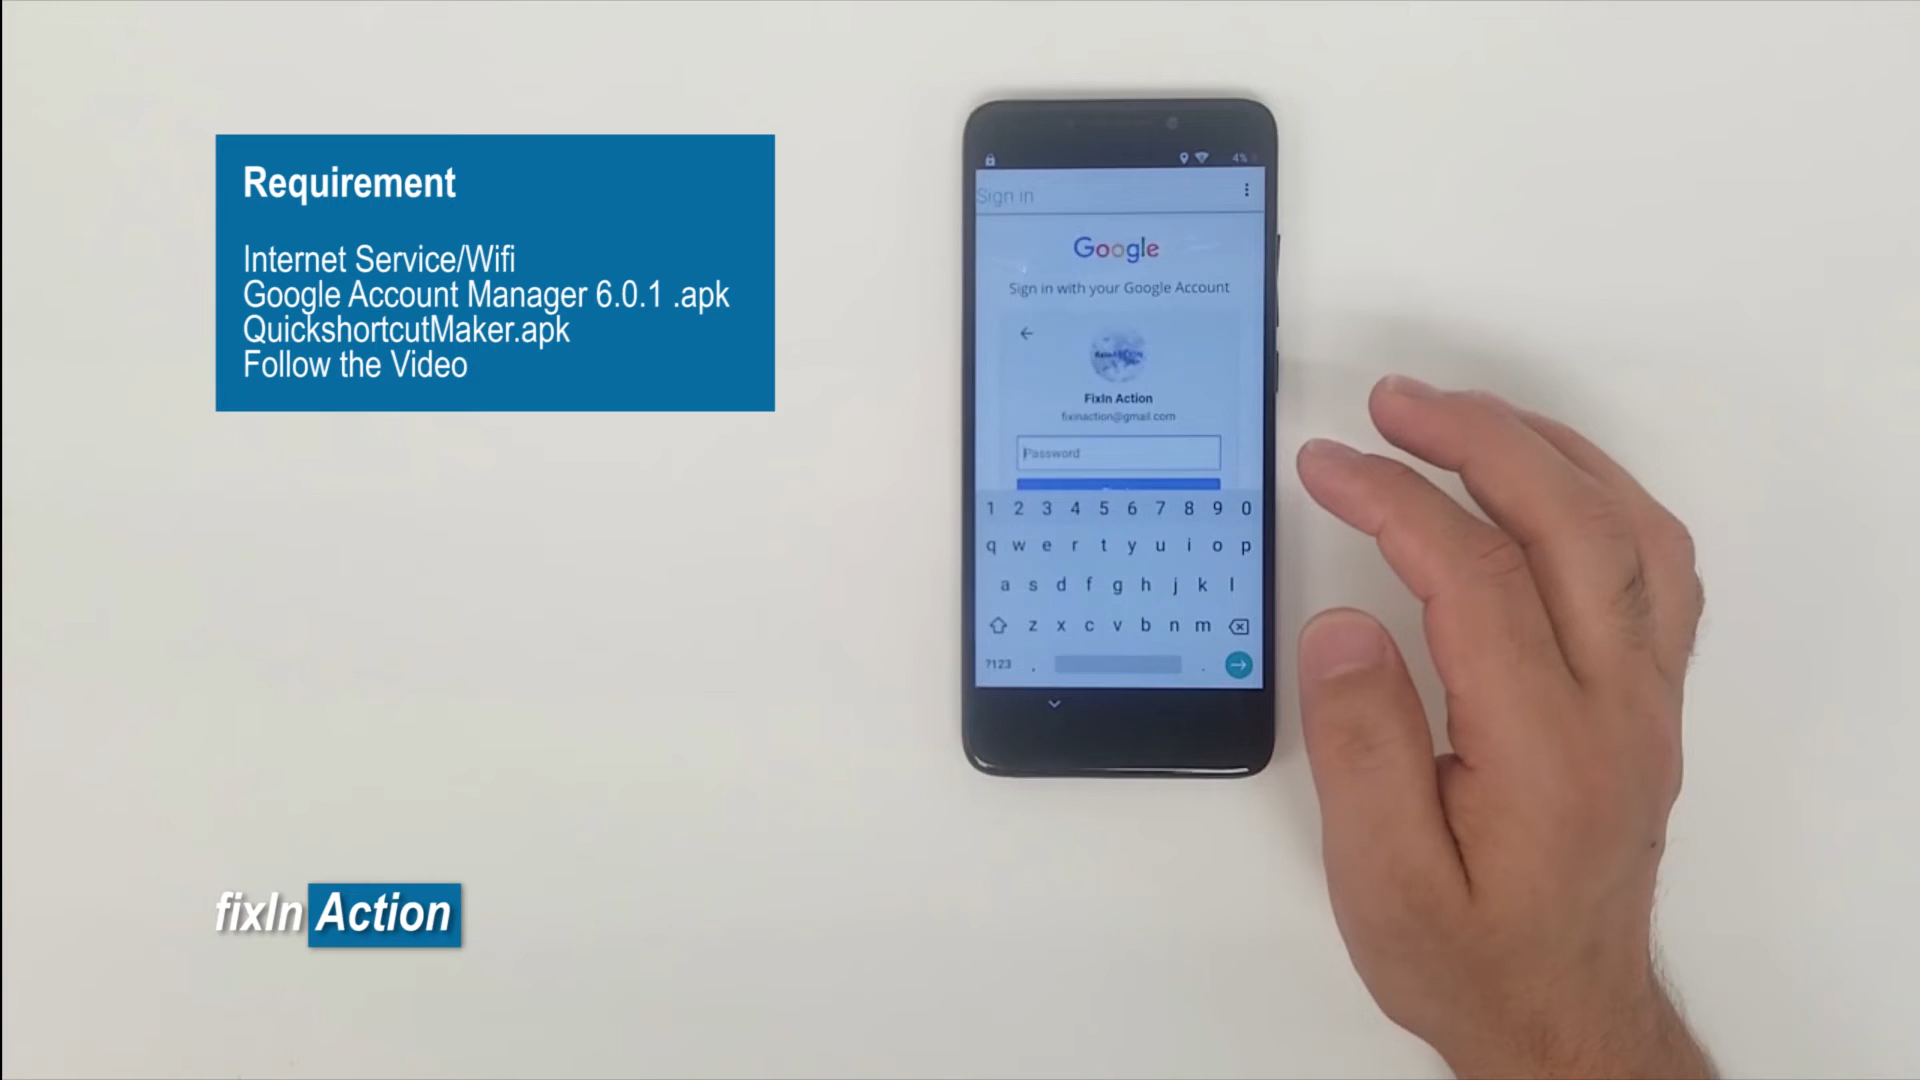 Requirement
Internet Service/Wifi
Google Account Manager 6.0.1 .apk
QuickshortcutMaker.apk
Follow the Video
4%
Sign in
Google
Sign in with your Google Account
FixIn Action
fixinaction@gmail.com
Password
1 2 3 4 5 6 7 8 9 0
q w e r t y u i o p
a s d f g h j k l
z x c v b n m
?123 , .
fixIn Action